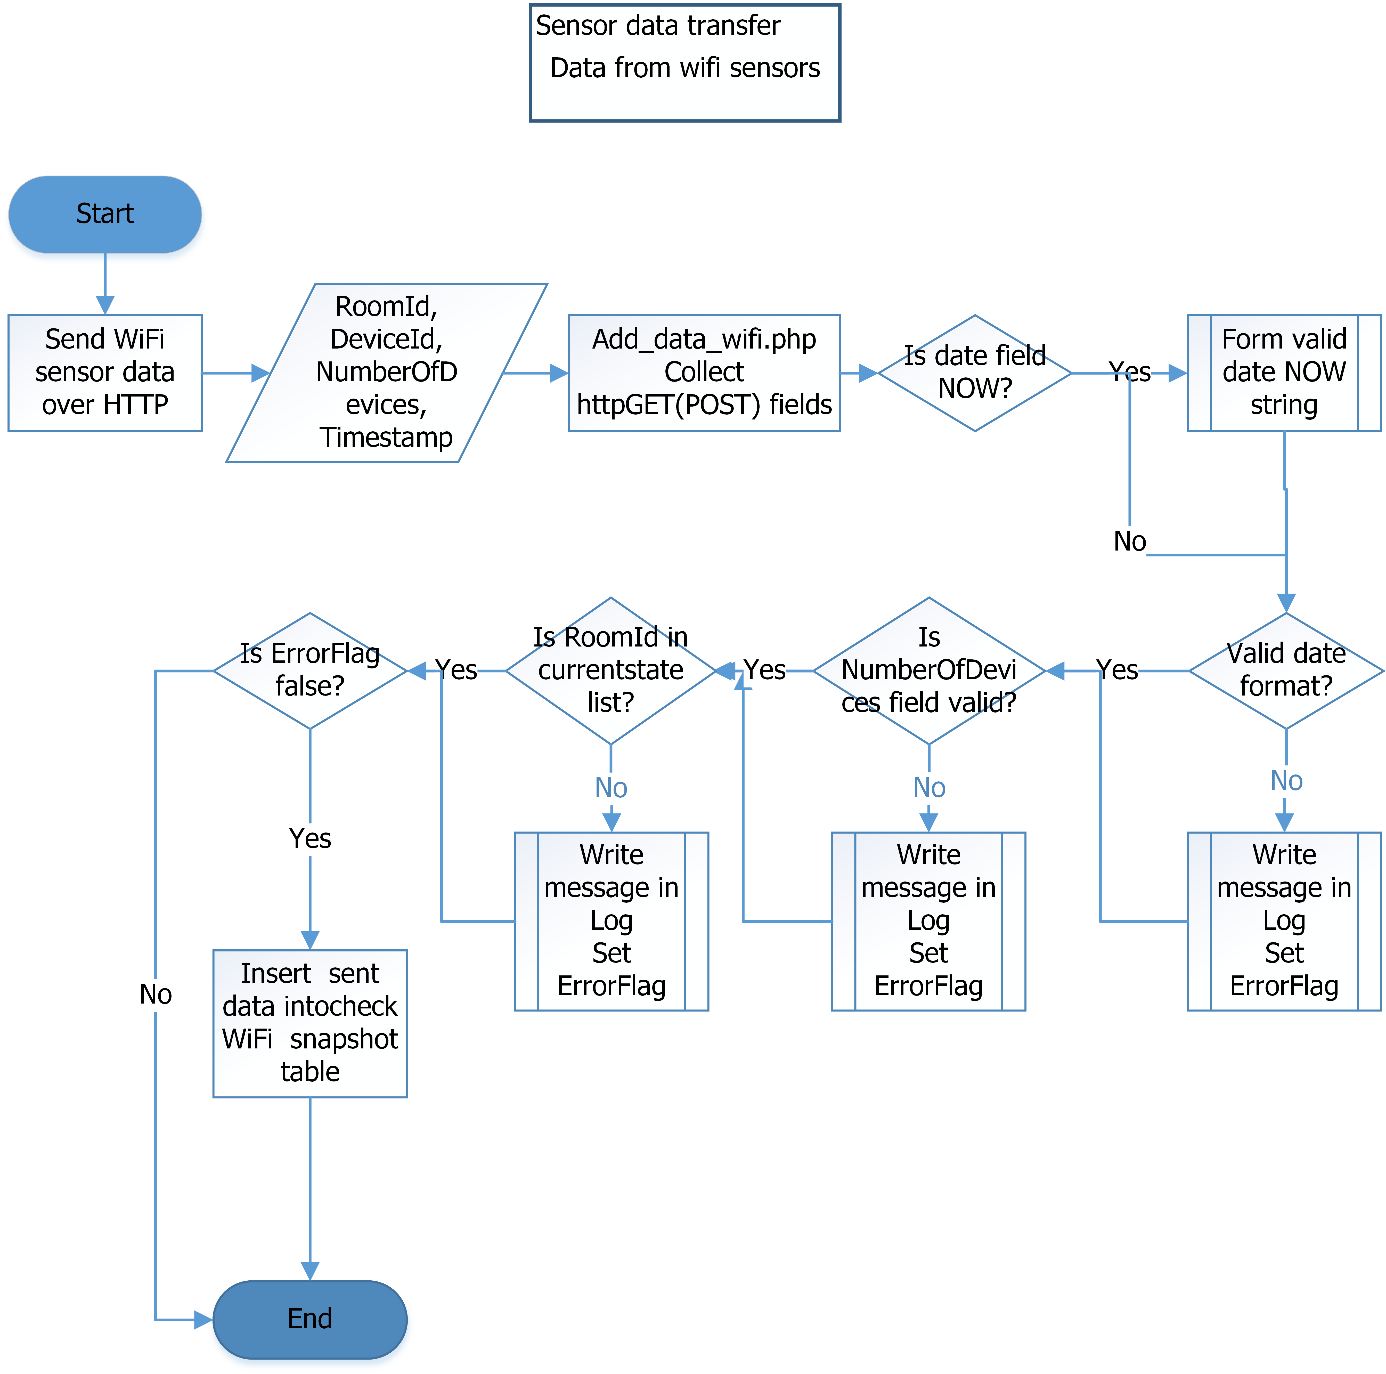 Sensor data transfer
Data from wifi sensors
Start
Send WiFi
sensor data
over HTTP
RoomId,
DeviceId,
NumberOfD
evices,
Timestamp
Add_data_wifi.php
Collect
httpGET(POST) fields
Is date field
NOW?
Yes
Form valid
date NOW
string
No
Is ErrorFlag
false?
Yes
Is RoomId in
currentstate
list?
Yes
Is
NumberOfDevi
ces field valid?
Yes
Valid date
format?
No
No
No
Yes
Write
message in
Log
Set
ErrorFlag
Write
message in
Log
Set
ErrorFlag
Write
message in
Log
Set
ErrorFlag
No
Insert sent
data intocheck
WiFi snapshot
table
End